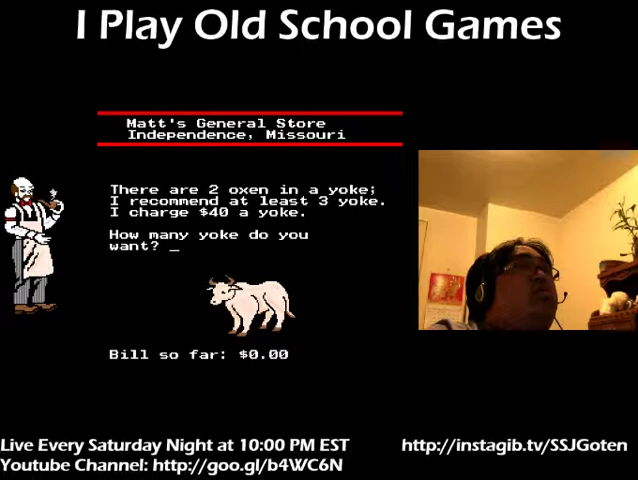 I Play Old School Games
Matt's General Store
Independence, Missouri
There are 2 oxen in a yoke;
I recommend at least 3 yoke.
I charge $40 a yoke.
How many yoke do you
want? _
Bill so far: $0.00
Live Every Saturday Night at 10:00 PM EST
http://instagib.tv/SSJGoten
Youtube Channel: http://goo.gl/b4WC6N